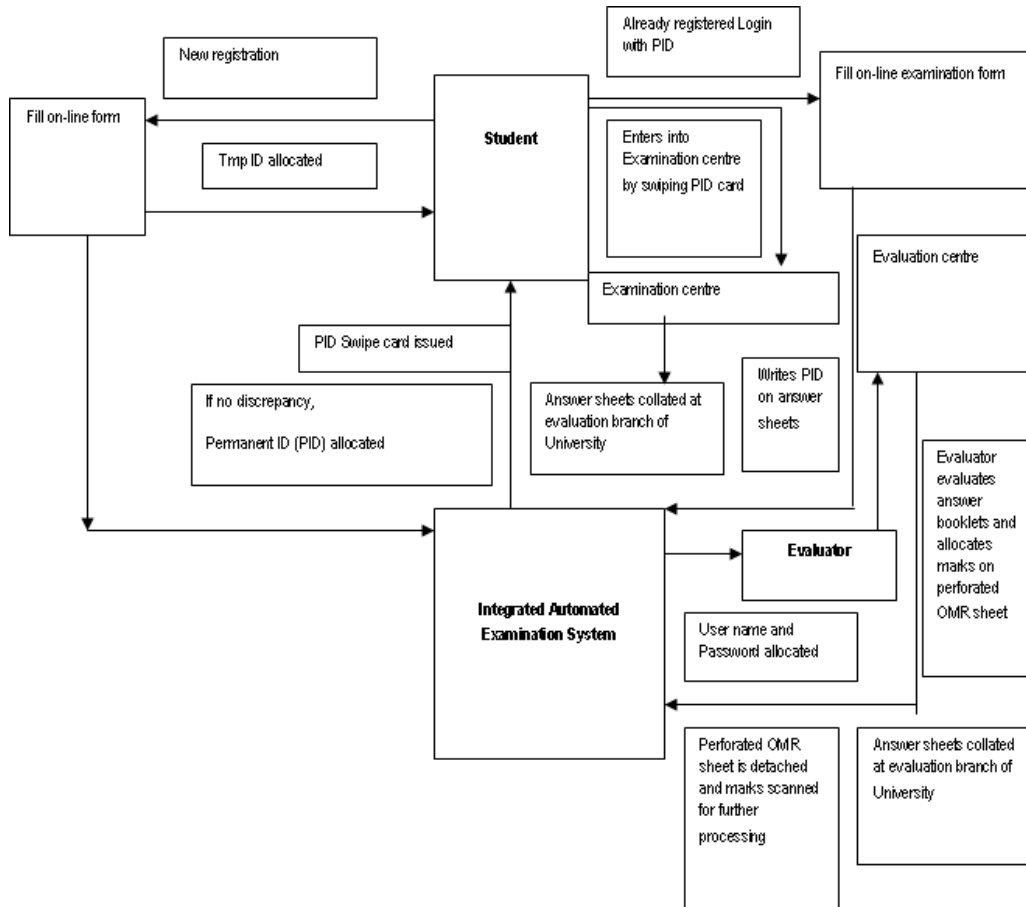 Already registered Login
with PID
New registration
Fill on-line examination form
Fill on-line form
Student
Enters into
Examination centre
by swiping PID card
Tmp ID allocated
Evaluation centre
Examination centre
PID Swipe card issued
Writes PID
on answer
sheets
If no discrepancy,
Permanent ID (PID) allocated
Answer sheets collated at
evaluation branch of
University
Evaluator
evaluates
answer
booklets and
allocates
marks on
perforated
OMR sheet
Evaluator
Integrated Automated
Examination System
User name and
Password allocated
Perforated OMR
sheet is detached
and marks scanned
for further
processing
Answer sheets collated
at evaluation branch of
University